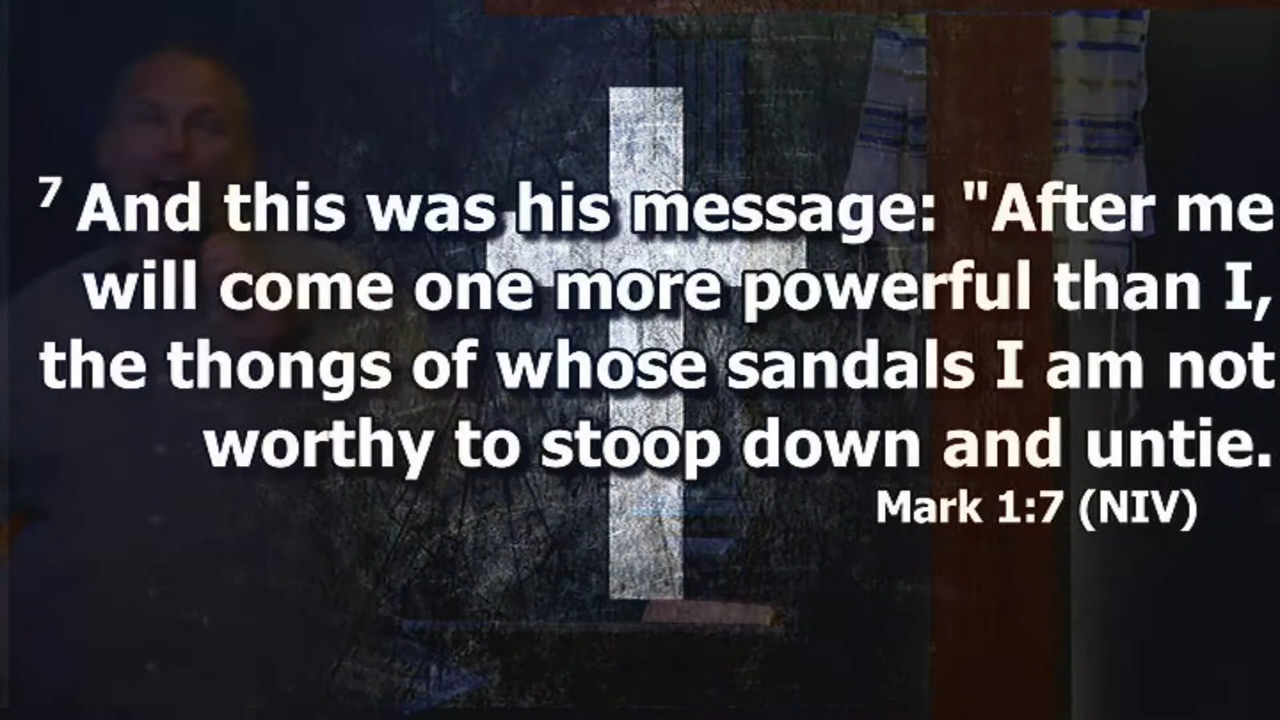 7 And this was his message: "After me
will come one more powerful than I,
the thongs of whose sandals I am not
worthy to stoop down and untie.
Mark 1:7 (NIV)